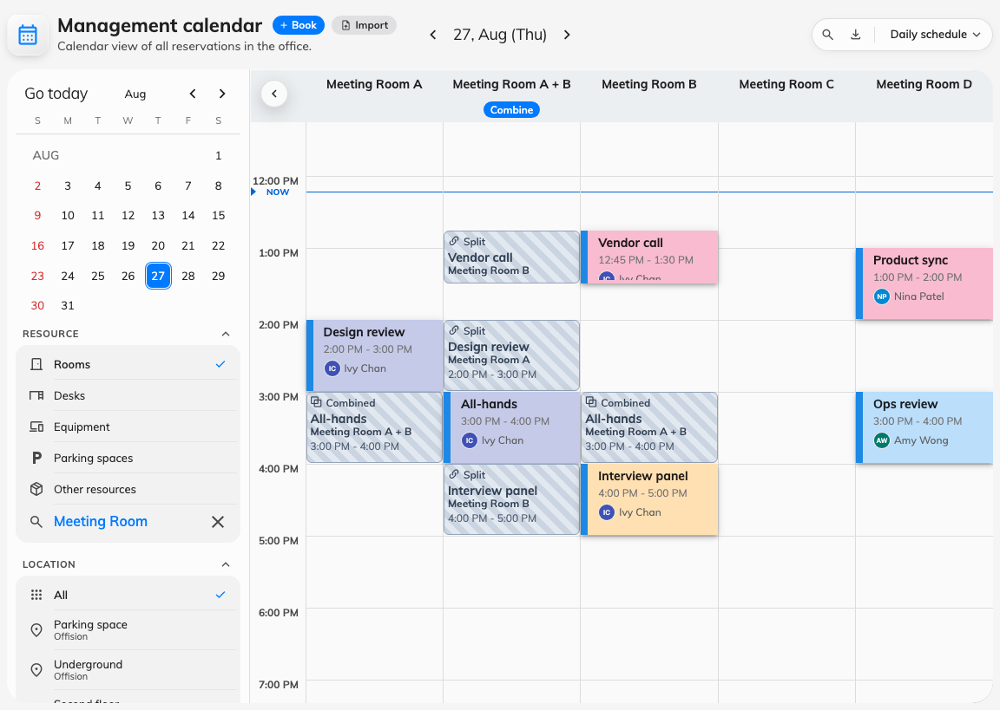 Management calendar
+ Book
Import
Calendar view of all reservations in the office.
27, Aug (Thu)
Daily schedule
Go today
Aug
S M T W T F S
AUG 1
2 3 4 5 6 7 8
9 10 11 12 13 14 15
16 17 18 19 20 21 22
23 24 25 26 27 28 29
30 31
RESOURCE
Rooms
Desks
Equipment
Parking spaces
Other resources
Meeting Room
LOCATION
All
Parking space
Offision
Underground
Offision
Second floor
Meeting Room A
Meeting Room A + B
Combine
Meeting Room B
Meeting Room C
Meeting Room D
12:00 PM
NOW
1:00 PM
2:00 PM
3:00 PM
4:00 PM
5:00 PM
6:00 PM
7:00 PM
Design review
2:00 PM - 3:00 PM
IC Ivy Chan
Combined
All-hands
Meeting Room A + B
3:00 PM - 4:00 PM
Split
Vendor call
Meeting Room B
Split
Design review
Meeting Room A
2:00 PM - 3:00 PM
All-hands
3:00 PM - 4:00 PM
IC Ivy Chan
Split
Interview panel
Meeting Room B
4:00 PM - 5:00 PM
Vendor call
12:45 PM - 1:30 PM
IC Ivy Chan
Combined
All-hands
Meeting Room A + B
3:00 PM - 4:00 PM
Interview panel
4:00 PM - 5:00 PM
IC Ivy Chan
Product sync
1:00 PM - 2:00 PM
NP Nina Patel
Ops review
3:00 PM - 4:00 PM
AW Amy Wong